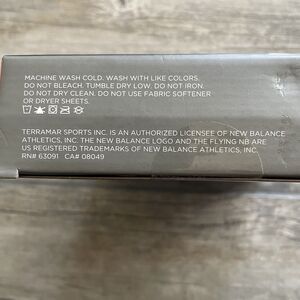 MACHINE WASH COLD. WASH WITH LIKE COLORS.
DO NOT BLEACH. TUMBLE DRY LOW. DO NOT IRON.
DO NOT DRY CLEAN. DO NOT USE FABRIC SOFTENER
OR DRYER SHEETS.
TERRAMAR SPORTS INC. IS AN AUTHORIZED LICENSEE OF NEW BALANCE
ATHLETICS, INC. THE NEW BALANCE LOGO AND THE FLYING NB ARE
US REGISTERED TRADEMARKS OF NEW BALANCE ATHLETICS, INC.
RN# 63091 CA# 08049